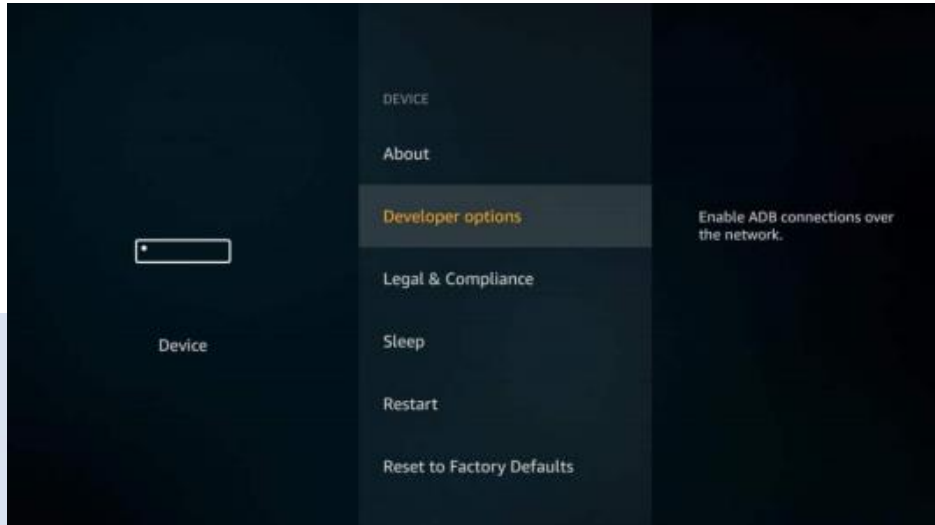 DEVICE
About
Developer options
Enable ADB connections over
the network.
Legal & Compliance
Device
Sleep
Restart
Reset to Factory Defaults